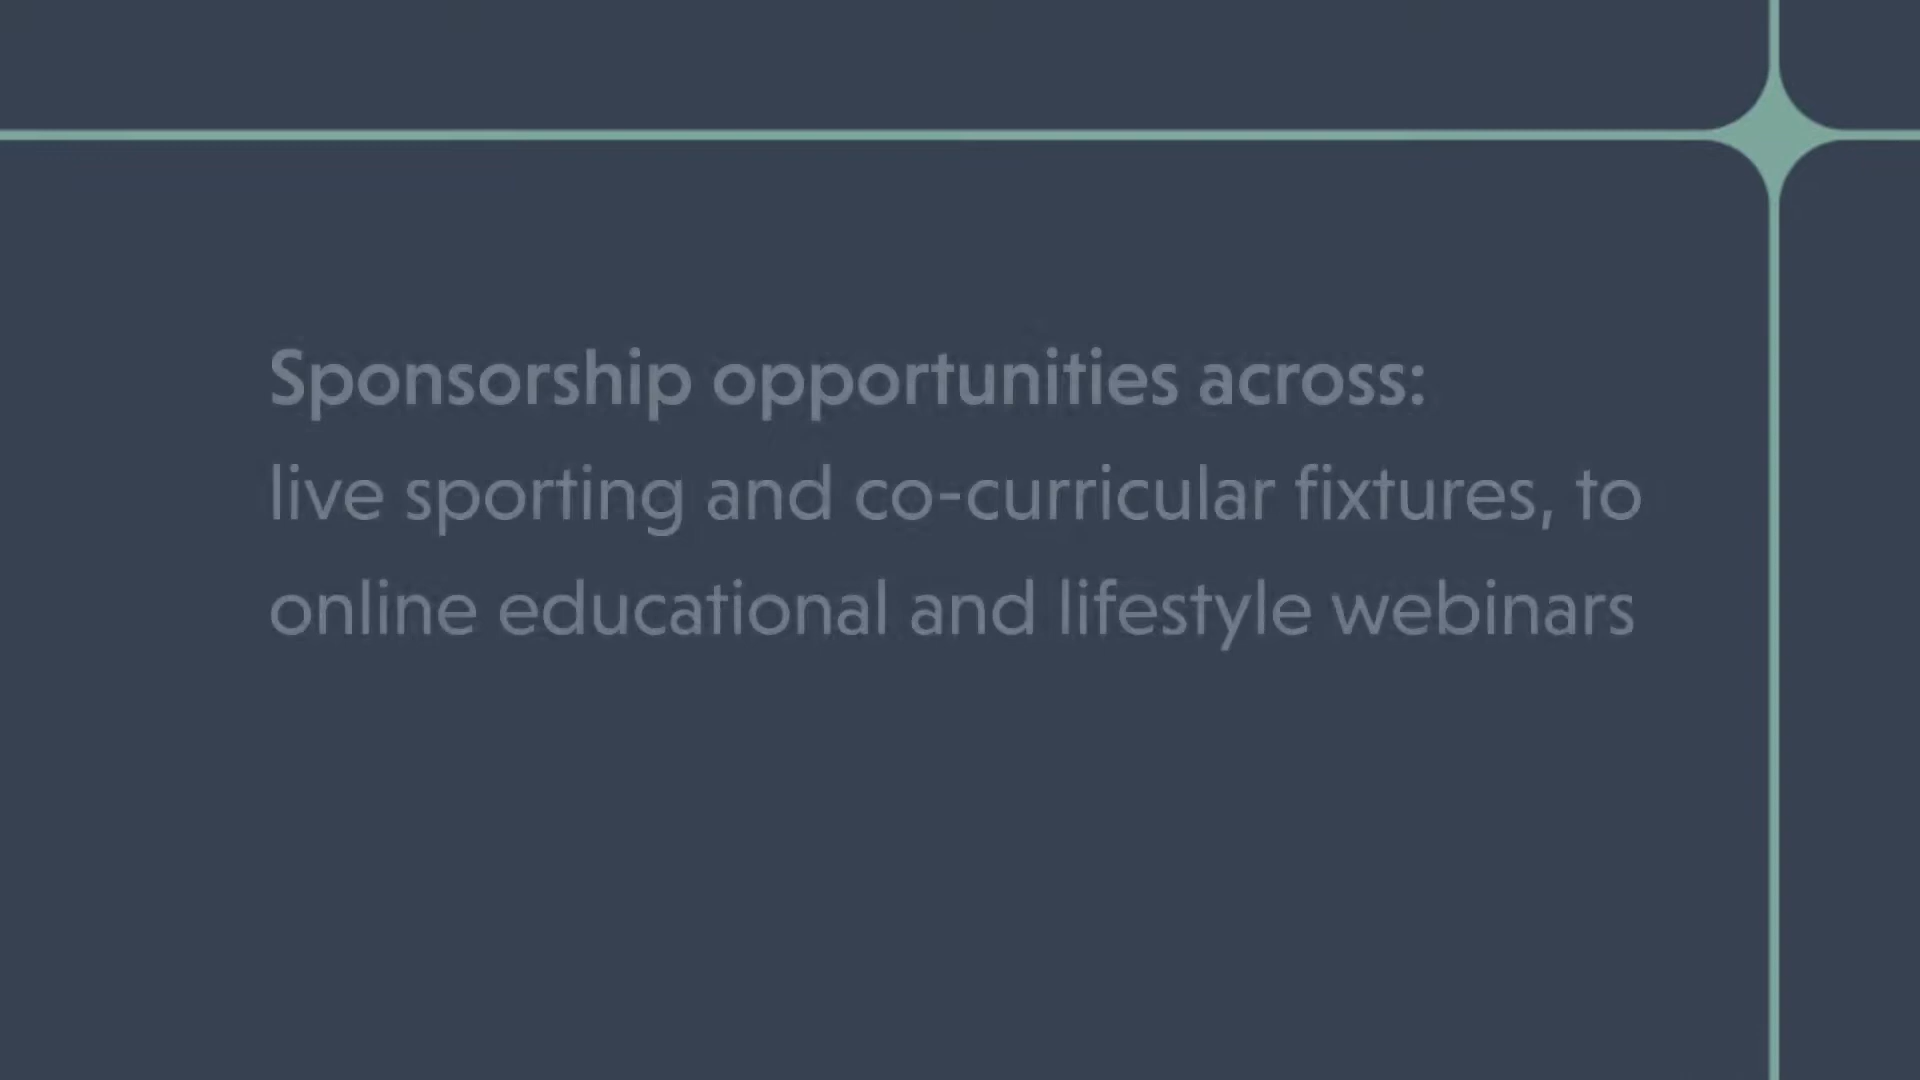 Sponsorship opportunities across:
live sporting and co-curricular fixtures, to
online educational and lifestyle webinars